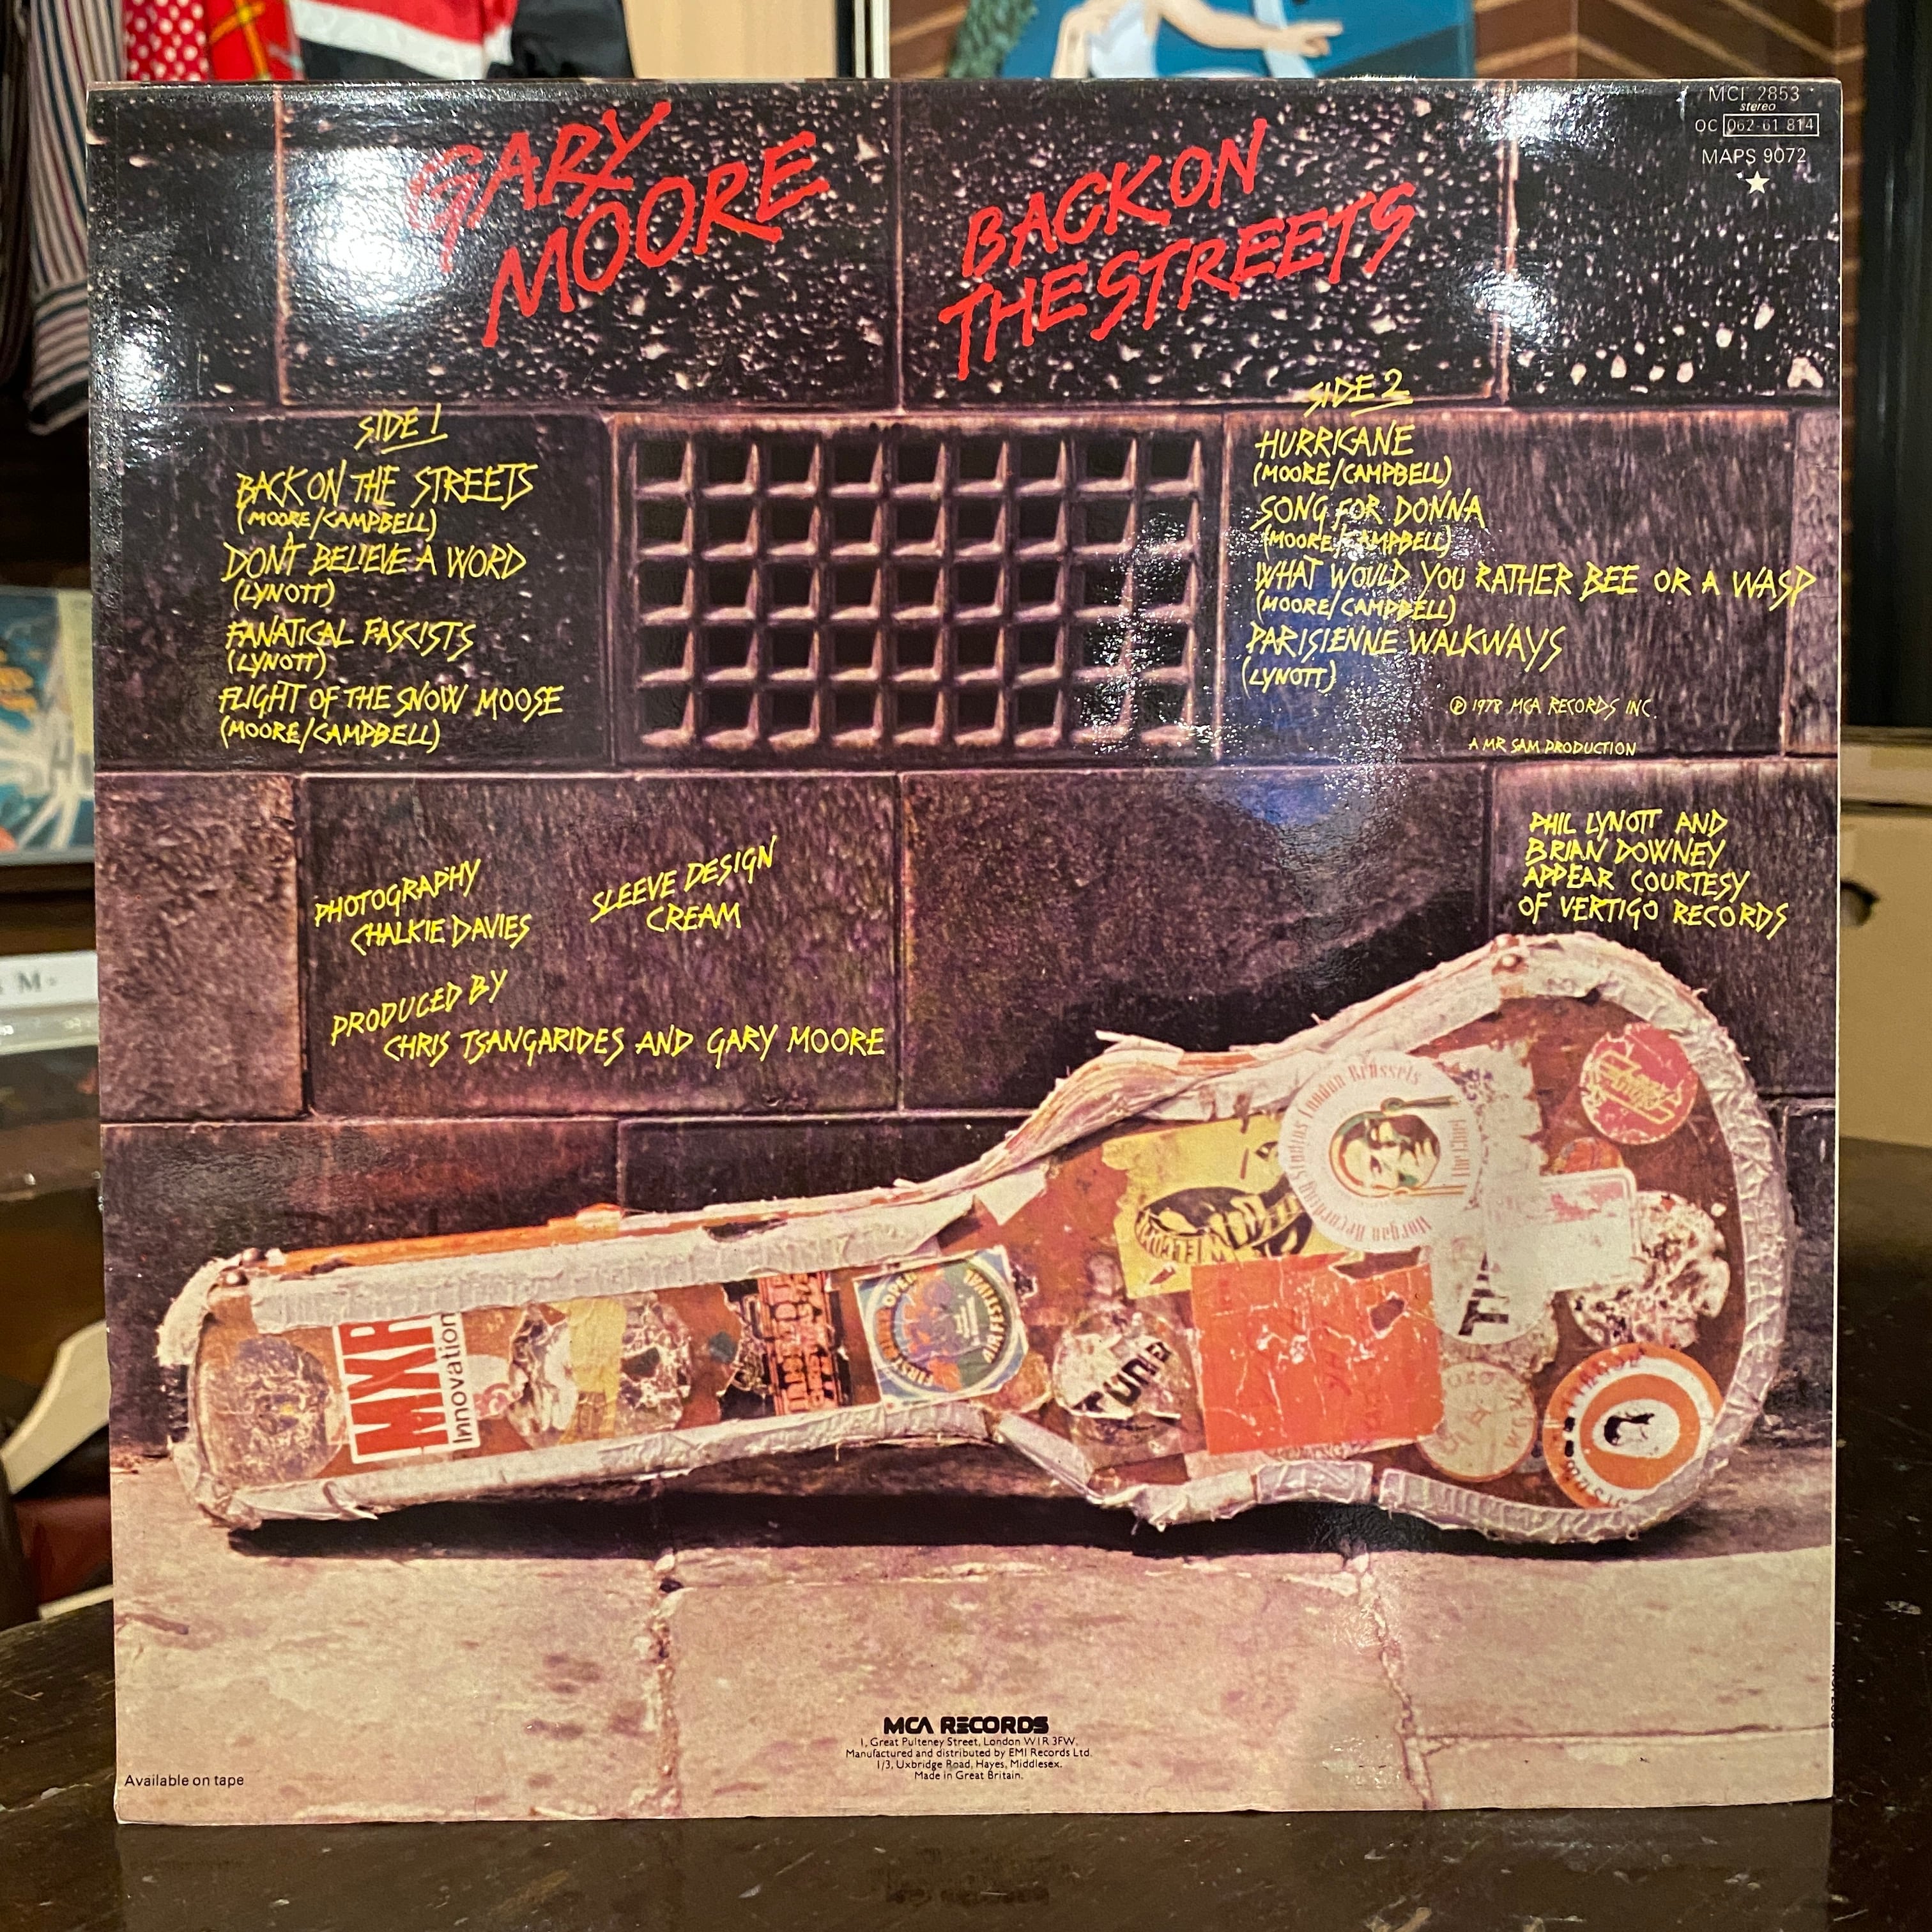 MCF 2853
stereo
OC 062-61 814
MAPS 9072
GARY
MOORE
BACK ON
THE STREETS
SIDE 1
BACK ON THE STREETS
(MOORE/CAMPBELL)
DON'T BELIEVE A WORD
(LYNOTT)
FANATICAL FASCISTS
(LYNOTT)
FLIGHT OF THE SNOW MOOSE
(MOORE/CAMPBELL)
SIDE 2
HURRICANE
(MOORE/CAMPBELL)
SONG FOR DONNA
(MOORE/CAMPBELL)
WHAT WOULD YOU RATHER BEE OR A WASP
(MOORE/CAMPBELL)
PARISIENNE WALKWAYS
(LYNOTT)
℗ 1978 MCA RECORDS INC.
A MR SAM PRODUCTION
PHOTOGRAPHY
CHALKIE DAVIES
SLEEVE DESIGN
CREAM
PRODUCED BY
CHRIS TSANGARIDES AND GARY MOORE
PHIL LYNOTT AND
BRIAN DOWNEY
APPEAR COURTESY
OF VERTIGO RECORDS
Morgan Recording Studios London Brussels
MXR
Innovation
MCA RECORDS
1, Great Pulteney Street, London W1R 3FW.
Manufactured and distributed by EMI Records Ltd.
1/3, Uxbridge Road, Hayes, Middlesex.
Made in Great Britain.
Available on tape